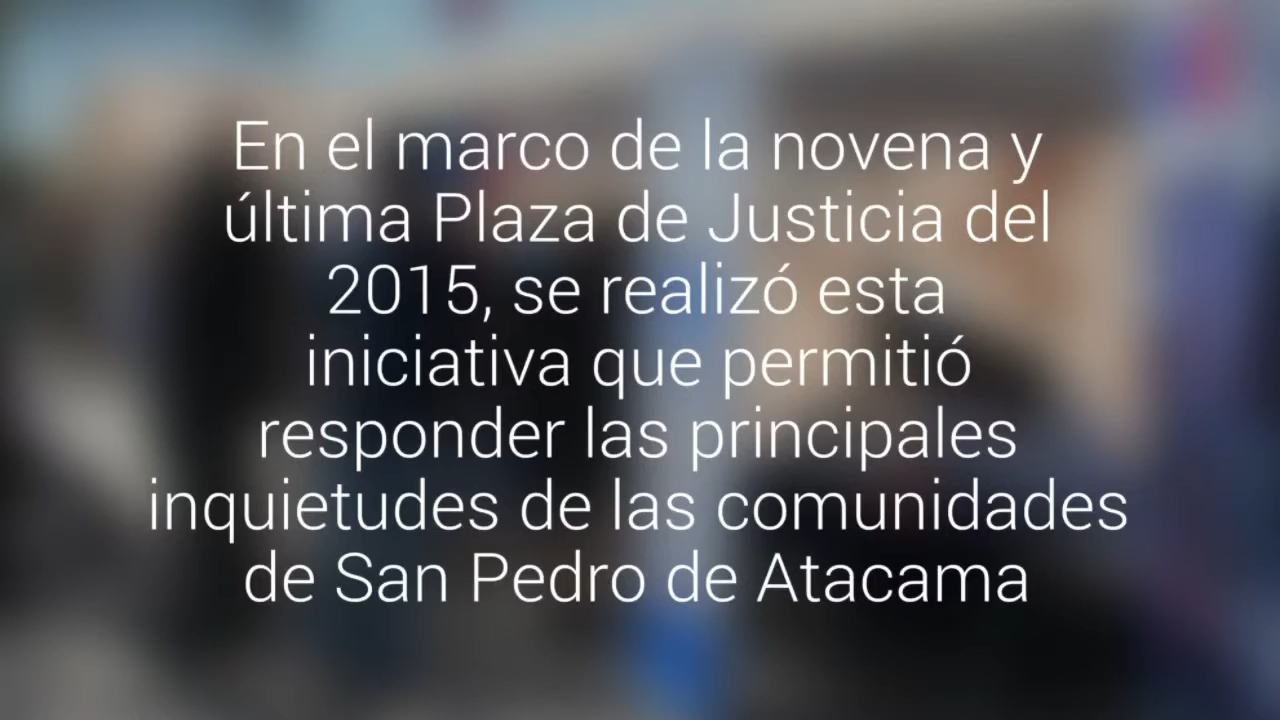 En el marco de la novena y
última Plaza de Justicia del
2015, se realizó esta
iniciativa que permitió
responder las principales
inquietudes de las comunidades
de San Pedro de Atacama